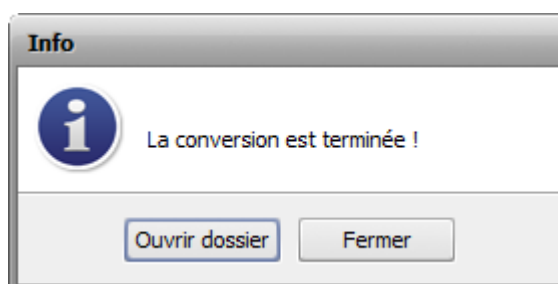 Info
La conversion est terminée !
Ouvrir dossier
Fermer